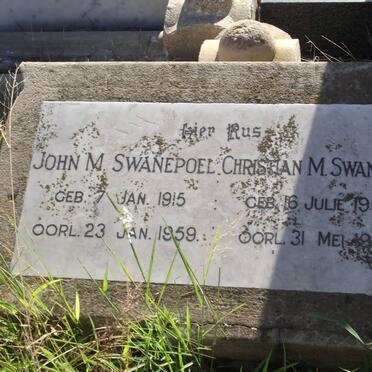 Hier Rus
JOHN M. SWANEPOEL. CHRISTIAN M. SWAN
GEB. 7 JAN. 1915 GEB. 16 JULIE 19
OORL. 23 JAN. 1959. OORL. 31 MEI 19